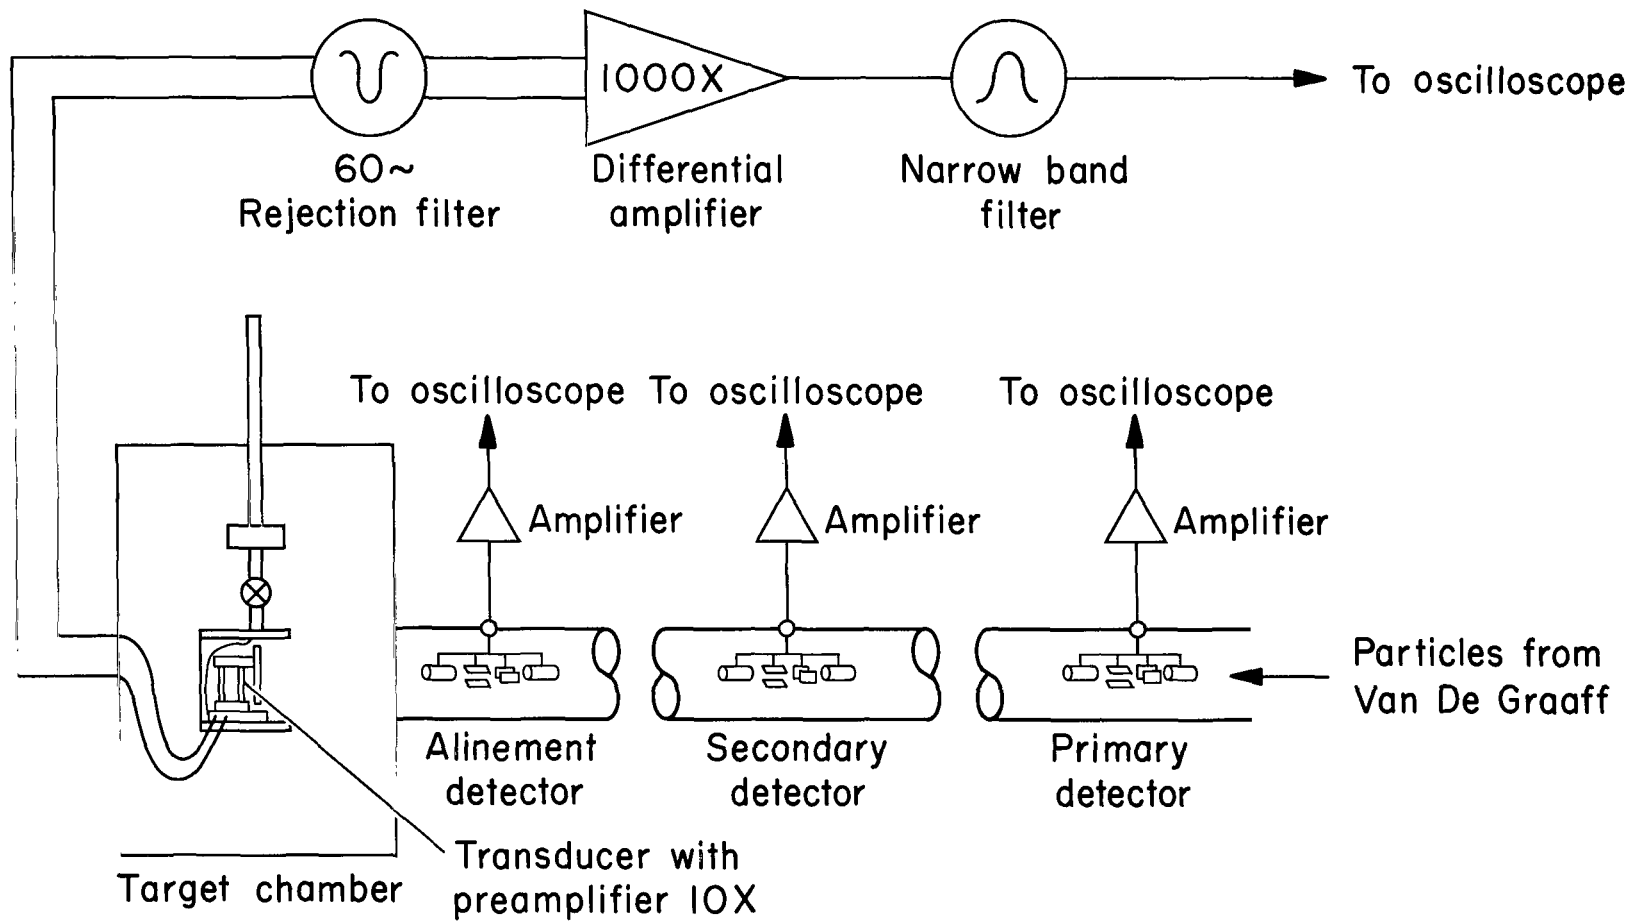 1000X
To oscilloscope
60~
Rejection filter
Differential
amplifier
Narrow band
filter
To oscilloscope
To oscilloscope
To oscilloscope
Amplifier
Amplifier
Amplifier
Particles from
Van De Graaff
Alinement
detector
Secondary
detector
Primary
detector
Transducer with
preamplifier 10X
Target chamber